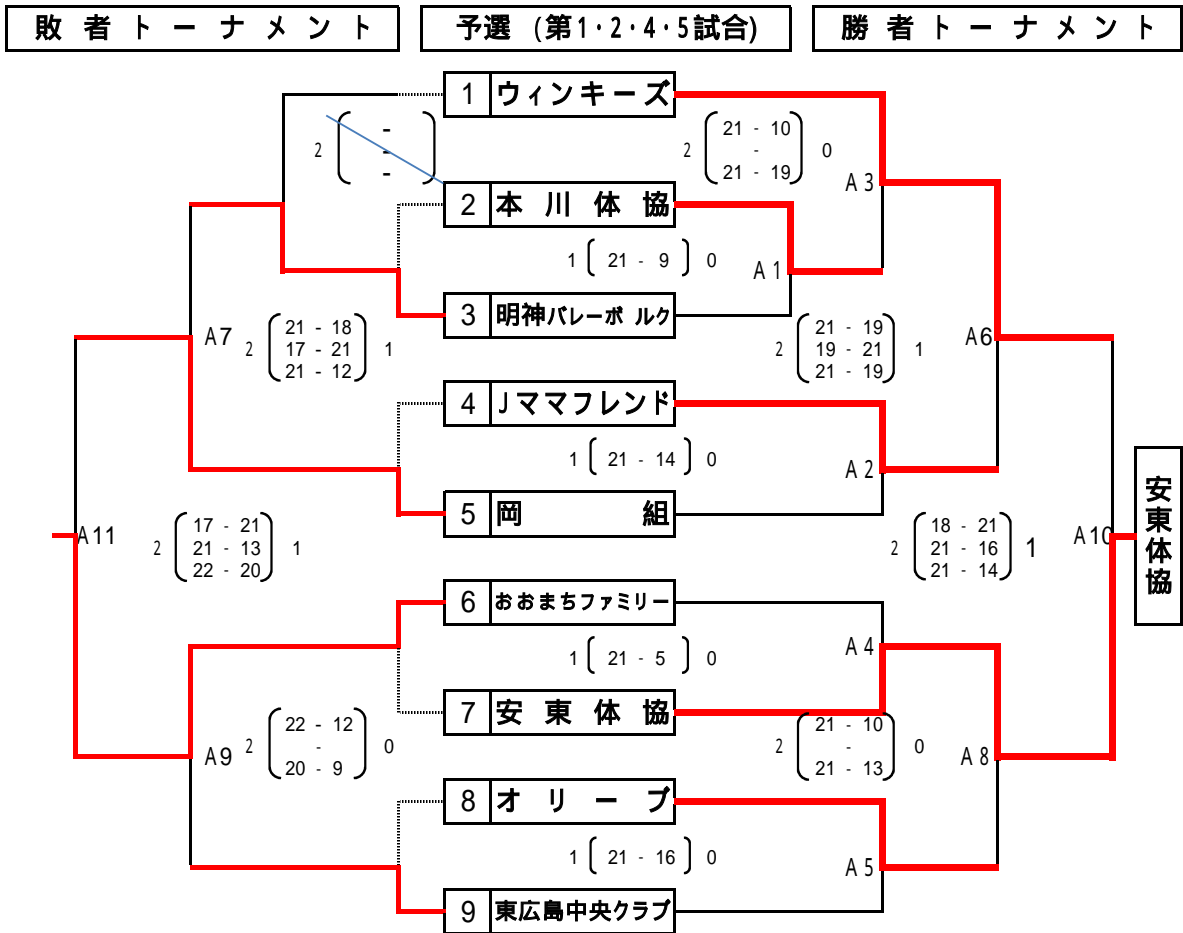 敗者トーナメント 予選 (第1・2・4・5試合) 勝者トーナメント
1 ウィンキーズ
2 ( - - - )
2 ( 21 - 10 - 21 - 19 ) 0
A 3
2 本川体協
1 ( 21 - 9 ) 0
A 1
3 明神バレーボ ルク
A7
2 ( 21 - 18 17 - 21 21 - 12 ) 1
2 ( 21 - 19 19 - 21 21 - 19 ) 1
A6
4 Jママフレンド
1 ( 21 - 14 ) 0
A 2
5 岡組
A11
2 ( 17 - 21 21 - 13 22 - 20 ) 1
2 ( 18 - 21 21 - 16 21 - 14 ) 1
A10
安東体協
6 おおまちファミリー
1 ( 21 - 5 ) 0
A 4
7 安東体協
A9
2 ( 22 - 12 - 20 - 9 ) 0
2 ( 21 - 10 - 21 - 13 ) 0
A 8
8 オリーブ
1 ( 21 - 16 ) 0
A 5
9 東広島中央クラブ